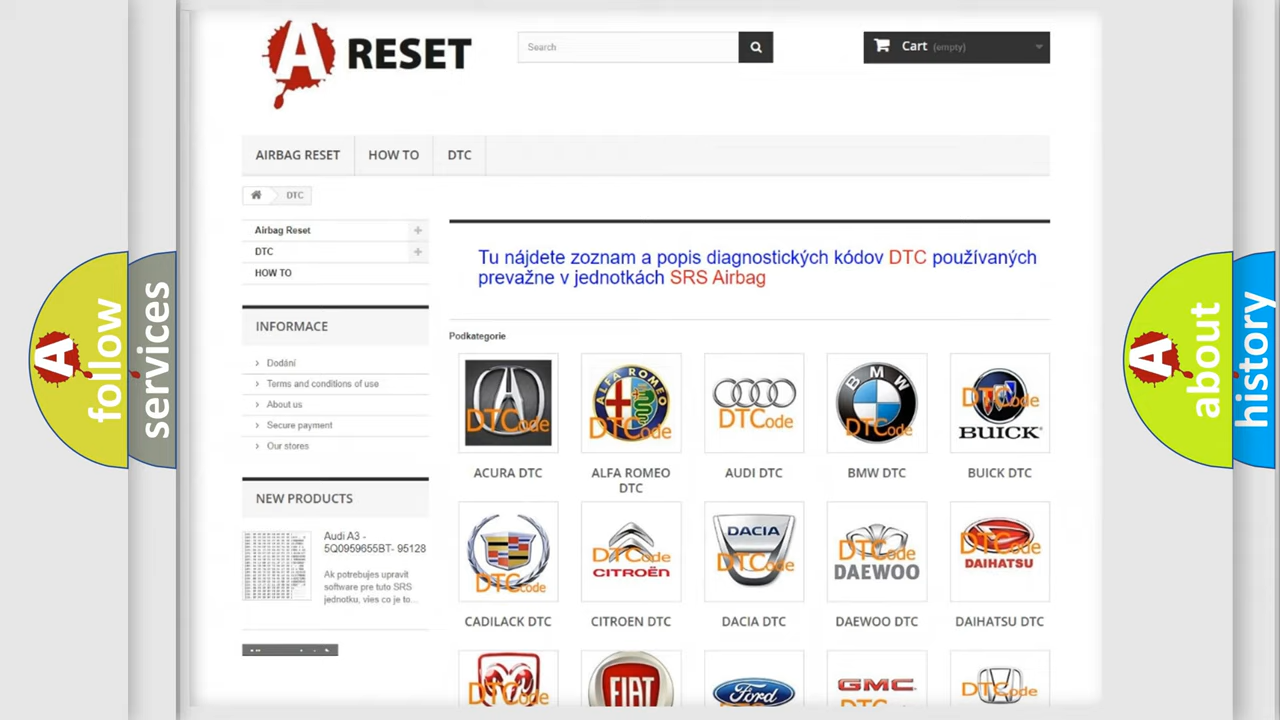 A RESET
Search
Cart (empty)
AIRBAG RESET
HOW TO
DTC
DTC
Airbag Reset
DTC
HOW TO
Tu nájdete zoznam a popis diagnostických kódov DTC používaných
prevažne v jednotkách SRS Airbag
INFORMACE
Dodání
Terms and conditions of use
About us
Secure payment
Our stores
Podkategorie
DTCode
ALFA ROMEO
DTCode
DTCode
BMW
DTCode
DTCode
BUICK
ACURA DTC
ALFA ROMEO
DTC
AUDI DTC
BMW DTC
BUICK DTC
NEW PRODUCTS
Audi A3 -
5Q0959655BT- 95128
Ak potrebujes upravit
software pre tuto SRS
jednotku, vies co je to...
DTCode
DTCode
CITROËN
DACIA
DTCode
DTCode
DAEWOO
DTCode
DAIHATSU
CADILACK DTC
CITROEN DTC
DACIA DTC
DAEWOO DTC
DAIHATSU DTC
DTCode
FIAT
Ford
GMC
DTCode
A follow
services
A about
history